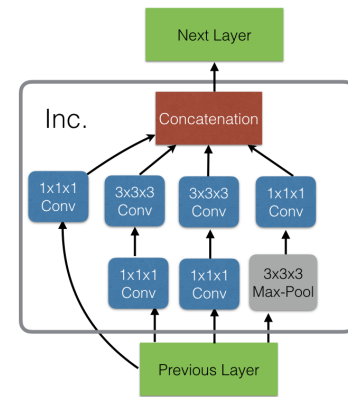 Next Layer
Inc.
Concatenation
1x1x1
Conv
3x3x3
Conv
3x3x3
Conv
1x1x1
Conv
1x1x1
Conv
1x1x1
Conv
3x3x3
Max-Pool
Previous Layer